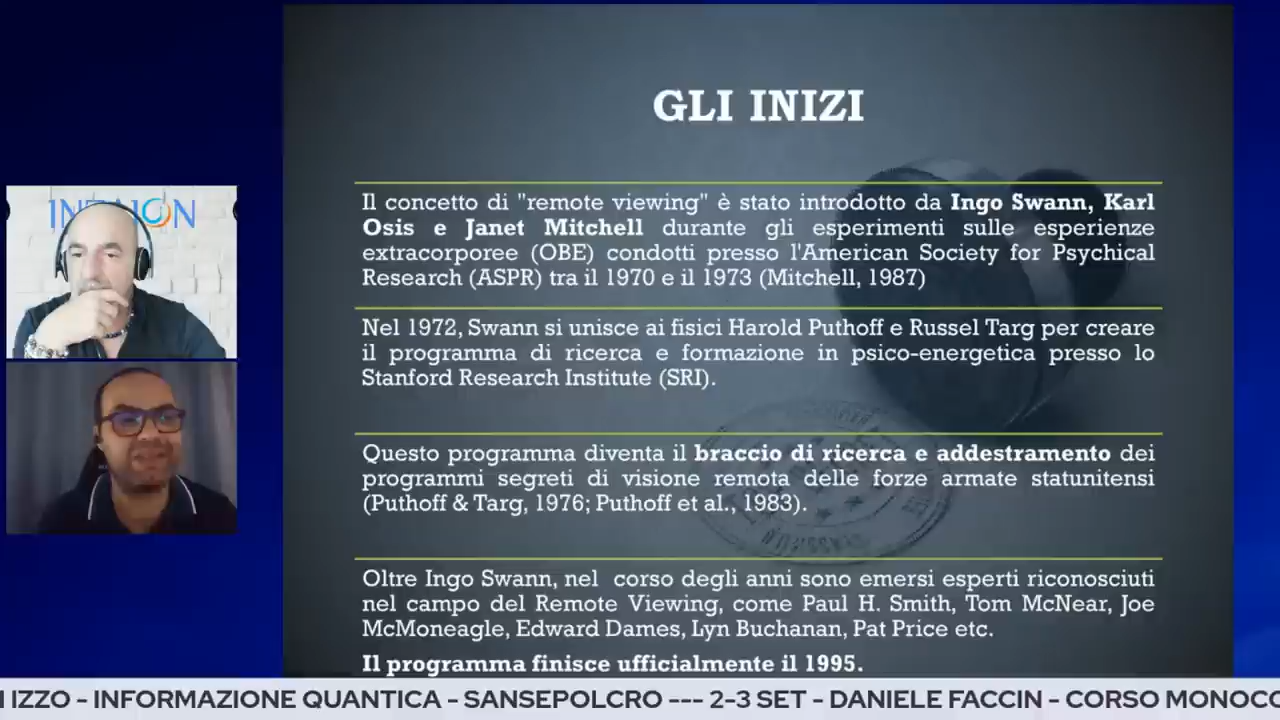 GLI INIZI
Il concetto di "remote viewing" è stato introdotto da Ingo Swann, Karl
Osis e Janet Mitchell durante gli esperimenti sulle esperienze
extracorporee (OBE) condotti presso l'American Society for Psychical
Research (ASPR) tra il 1970 e il 1973 (Mitchell, 1987)
Nel 1972, Swann si unisce ai fisici Harold Puthoff e Russel Targ per creare
il programma di ricerca e formazione in psico-energetica presso lo
Stanford Research Institute (SRI).
Questo programma diventa il braccio di ricerca e addestramento dei
programmi segreti di visione remota delle forze armate statunitensi
(Puthoff & Targ, 1976; Puthoff et al., 1983).
Oltre Ingo Swann, nel corso degli anni sono emersi esperti riconosciuti
nel campo del Remote Viewing, come Paul H. Smith, Tom McNear, Joe
McMoneagle, Edward Dames, Lyn Buchanan, Pat Price etc.
Il programma finisce ufficialmente il 1995.
IZZO - INFORMAZIONE QUANTICA - SANSEPOLCRO --- 2-3 SET - DANIELE FACCIN - CORSO MONOCO